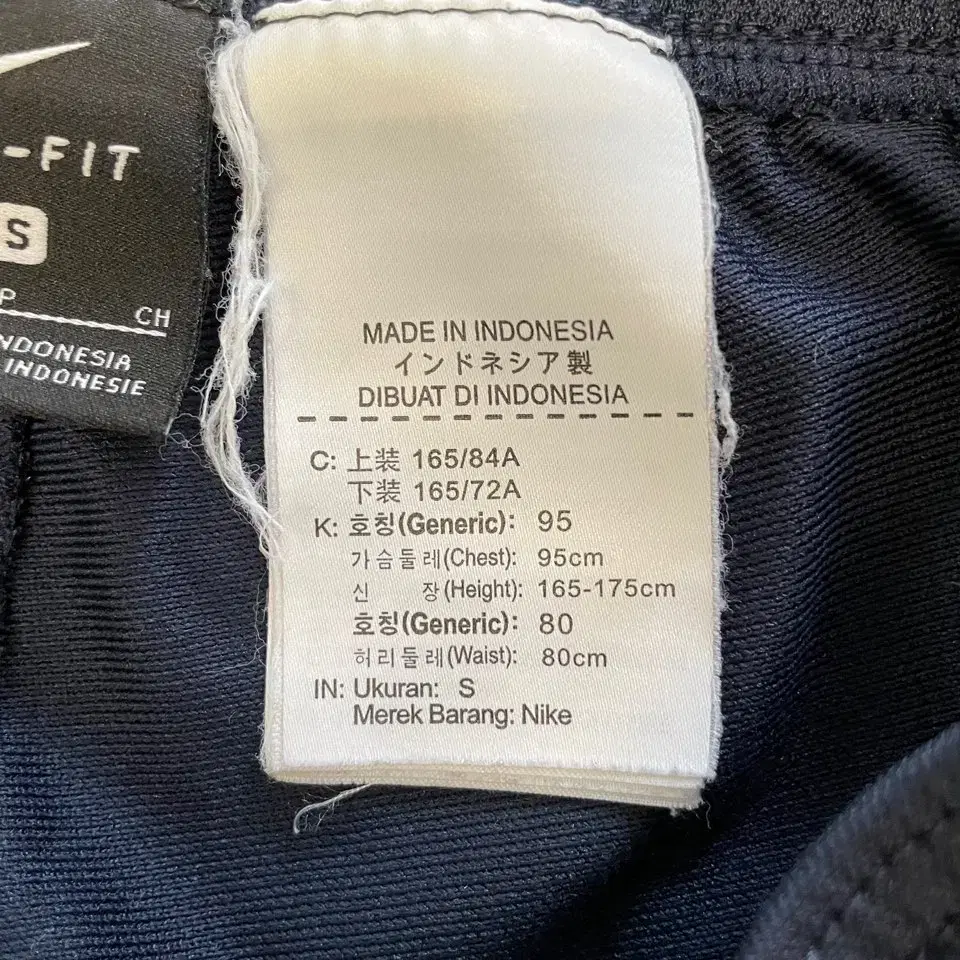 -FIT
S
P
CH
INDONESIA
INDONESIE
MADE IN INDONESIA
インドネシア製
DIBUAT DI INDONESIA
C: 上装 165/84A
下装 165/72A
K: 호칭(Generic): 95
가슴둘레(Chest): 95cm
신 장(Height): 165-175cm
호칭(Generic): 80
허리둘레(Waist): 80cm
IN: Ukuran: S
Merek Barang: Nike